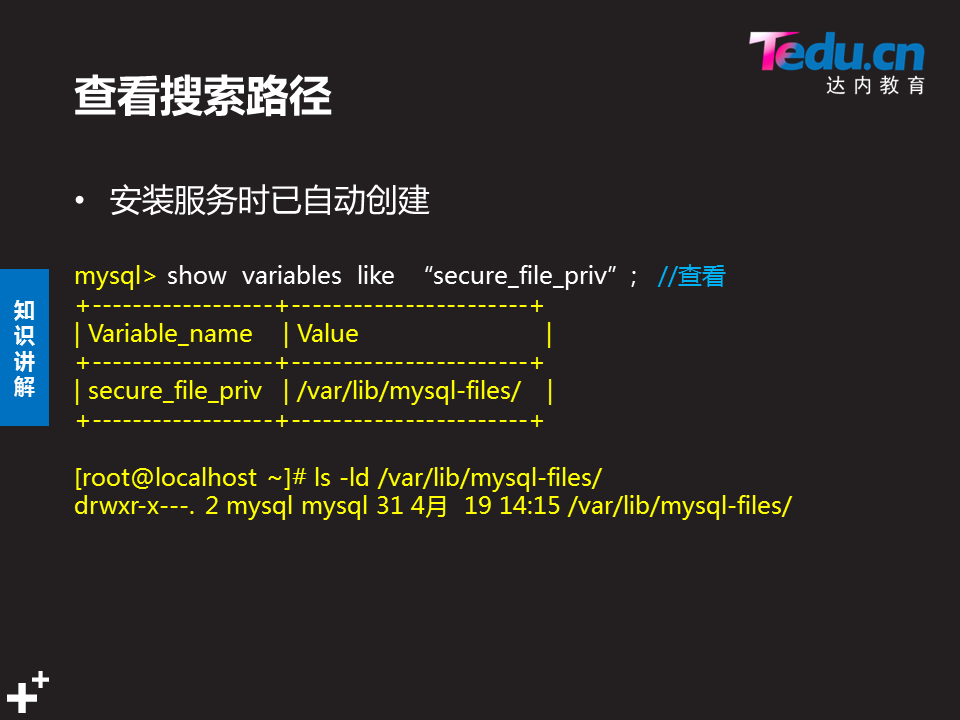 Tedu.cn
达内教育
查看搜索路径
• 安装服务时已自动创建
知识讲解
mysql> show variables like “secure_file_priv”; //查看
+------------------+------------------------+
| Variable_name | Value |
+------------------+------------------------+
| secure_file_priv | /var/lib/mysql-files/ |
+------------------+------------------------+
[root@localhost ~]# ls -ld /var/lib/mysql-files/
drwxr-x---. 2 mysql mysql 31 4月 19 14:15 /var/lib/mysql-files/